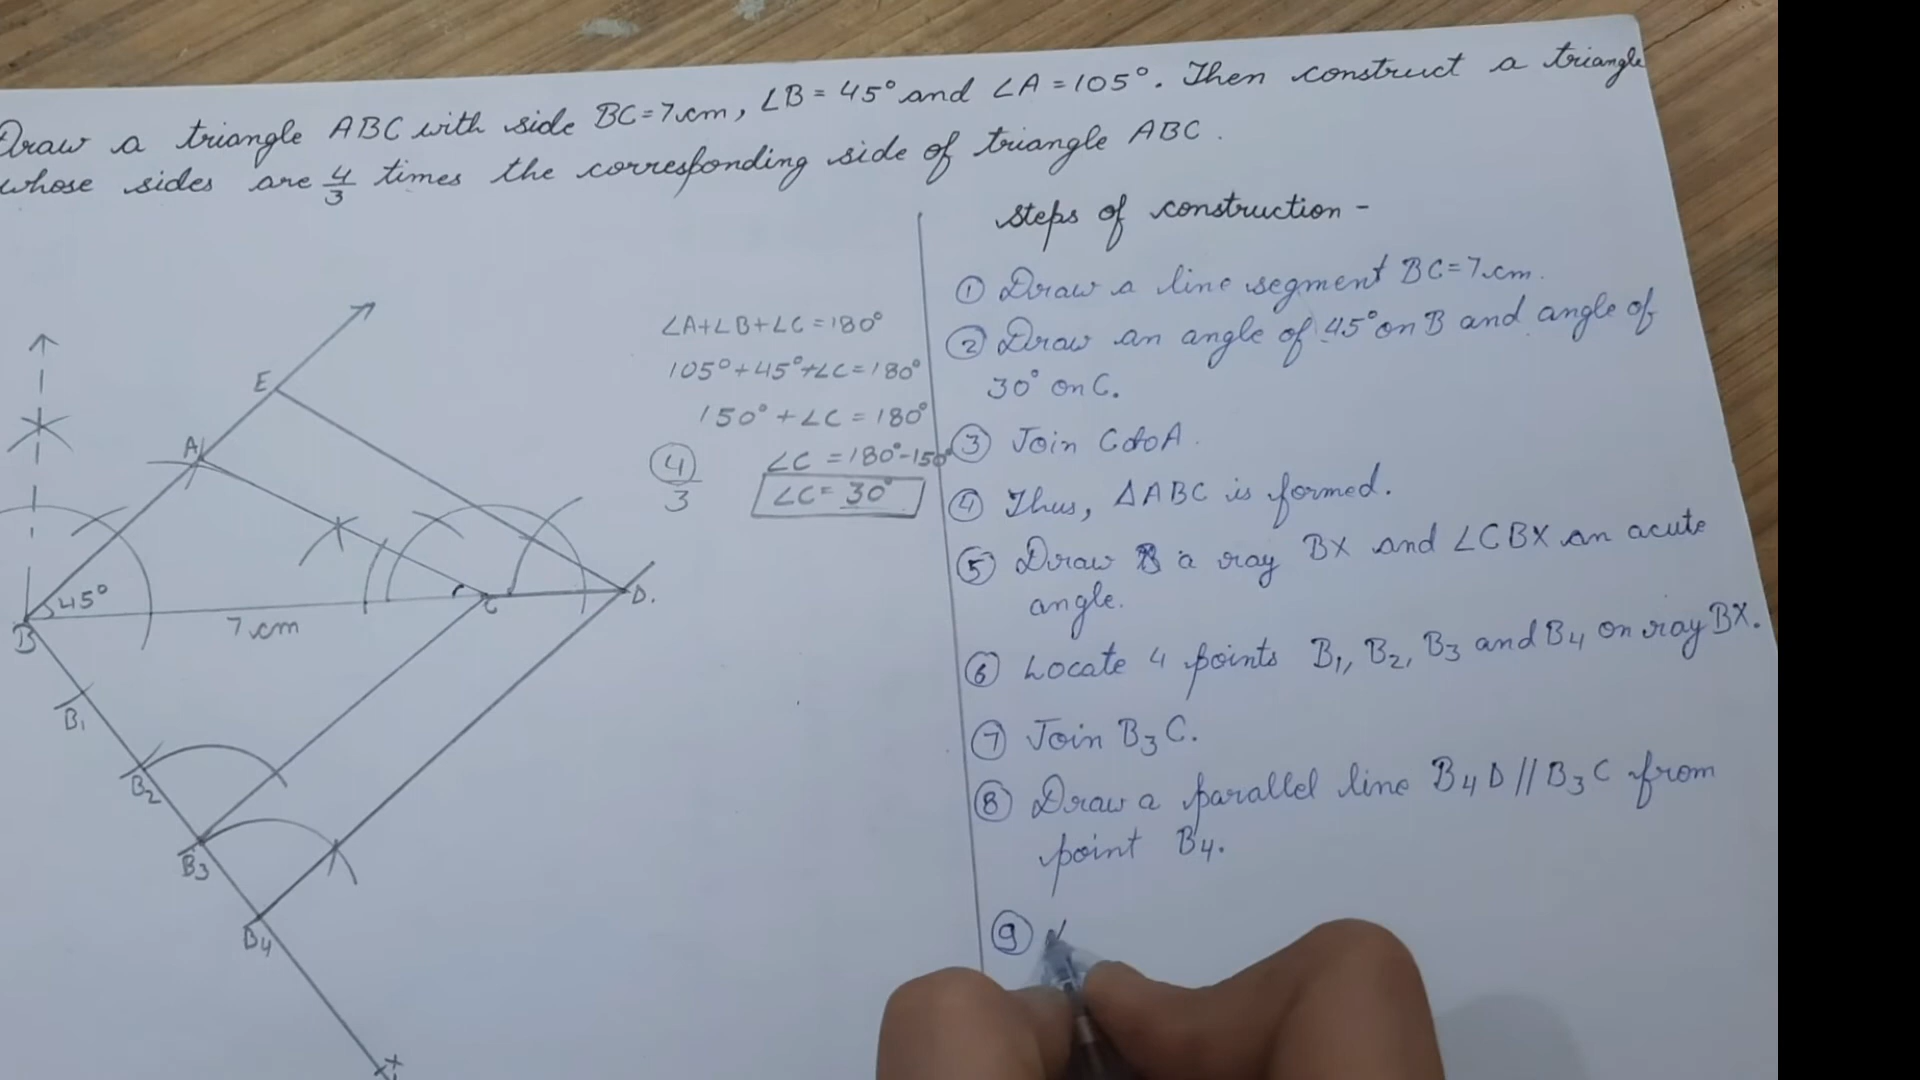 Draw a triangle ABC with side BC=7cm, ∠B=45° and ∠A=105°. Then construct a triangle
whose sides are 4/3 times the corresponding side of triangle ABC.
steps of construction -
① Draw a line segment BC=7cm.
② Draw an angle of 45° on B and angle of
30° on C.
③ Join C to A.
④ Thus, △ABC is formed.
⑤ Draw a ray BX and ∠CBX an acute
angle.
⑥ Locate 4 points B₁, B₂, B₃ and B₄ on ray BX.
⑦ Join B₃C.
⑧ Draw a parallel line B₄D//B₃C from
point B₄.
⑨
∠A+∠B+∠C=180°
105°+45°+∠C=180°
150°+∠C=180°
∠C=180°-150°
∠C=30°
④/3
E
A
45°
B
7cm
C
D.
B₁
B₂
B₃
B₄
X